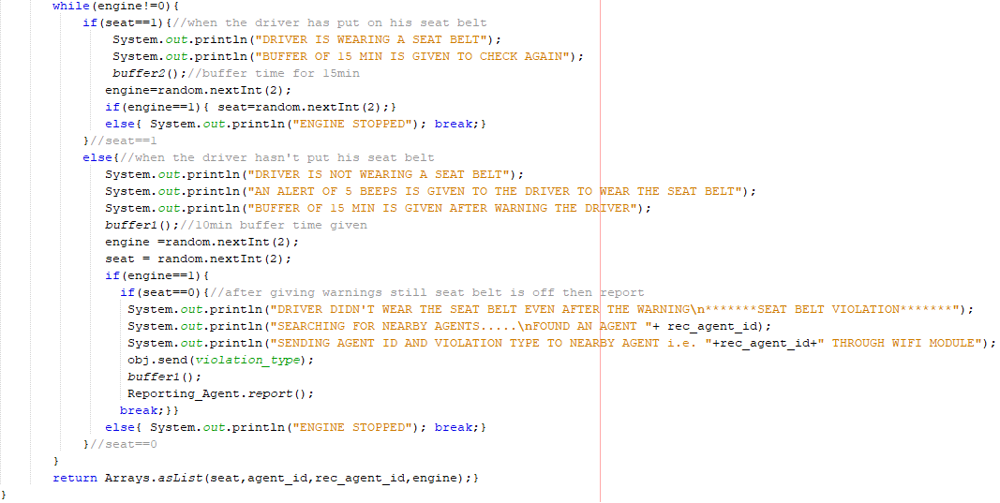 while(engine!=0){
if(seat==1){//when the driver has put on his seat belt
System.out.println("DRIVER IS WEARING A SEAT BELT");
System.out.println("BUFFER OF 15 MIN IS GIVEN TO CHECK AGAIN");
buffer2();//buffer time for 15min
engine=random.nextInt(2);
if(engine==1){ seat=random.nextInt(2);}
else{ System.out.println("ENGINE STOPPED"); break;}
}//seat==1
else{//when the driver hasn't put his seat belt
System.out.println("DRIVER IS NOT WEARING A SEAT BELT");
System.out.println("AN ALERT OF 5 BEEPS IS GIVEN TO THE DRIVER TO WEAR THE SEAT BELT");
System.out.println("BUFFER OF 15 MIN IS GIVEN AFTER WARNING THE DRIVER");
buffer1();//10min buffer time given
engine =random.nextInt(2);
seat = random.nextInt(2);
if(engine==1){
if(seat==0){//after giving warnings still seat belt is off then report
System.out.println("DRIVER DIDN'T WEAR THE SEAT BELT EVEN AFTER THE WARNING\n*******SEAT BELT VIOLATION*******");
System.out.println("SEARCHING FOR NEARBY AGENTS.....\nFOUND AN AGENT "+ rec_agent_id);
System.out.println("SENDING AGENT ID AND VIOLATION TYPE TO NEARBY AGENT i.e. "+rec_agent_id+" THROUGH WIFI MODULE");
obj.send(violation_type);
buffer1();
Reporting_Agent.report();
break;}}
else{ System.out.println("ENGINE STOPPED"); break;}
}//seat==0
}
return Arrays.asList(seat,agent_id,rec_agent_id,engine);}
}